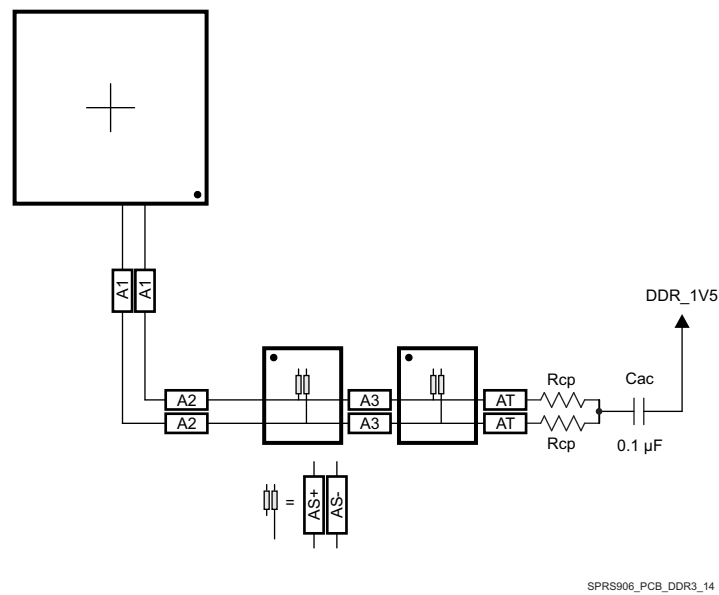 A1 A1
DDR_1V5
A2 A3 AT Rcp Cac
A2 A3 AT Rcp 0.1 µF
= AS+ AS-
SPRS906_PCB_DDR3_14